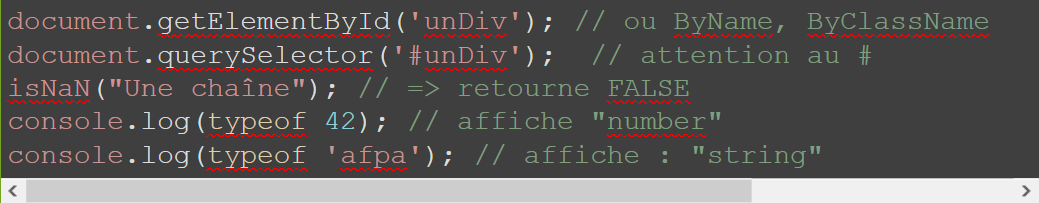 document.getElementById('unDiv'); // ou ByName, ByClassName
document.querySelector('#unDiv');  // attention au #
isNaN("Une chaîne"); // => retourne FALSE
console.log(typeof 42); // affiche "number"
console.log(typeof 'afpa'); // affiche : "string"